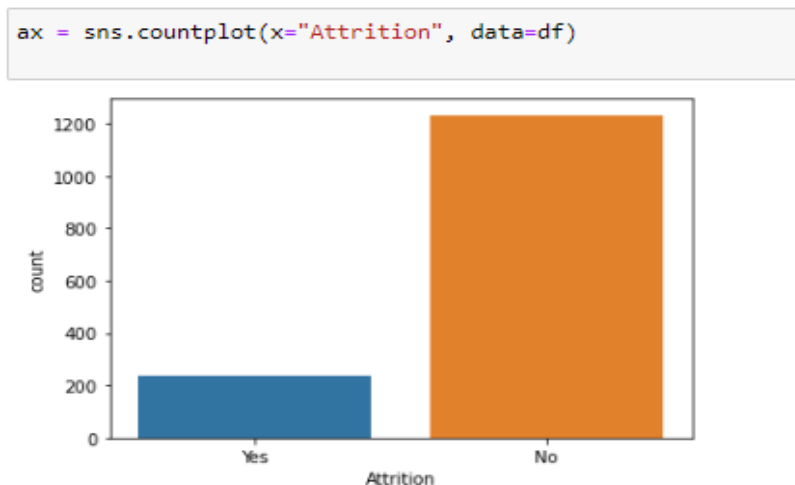 ax = sns.countplot(x="Attrition", data=df)
1200
1000
800
600
400
200
0
count
Yes No
Attrition